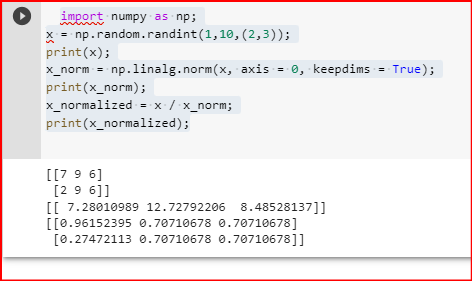 import numpy as np;
x = np.random.randint(1,10,(2,3));
print(x);
x_norm = np.linalg.norm(x, axis = 0, keepdims = True);
print(x_norm);
x_normalized = x / x_norm;
print(x_normalized);
[[7 9 6]
[2 9 6]]
[[ 7.28010989 12.72792206  8.48528137]]
[[0.96152395 0.70710678 0.70710678]
[0.27472113 0.70710678 0.70710678]]